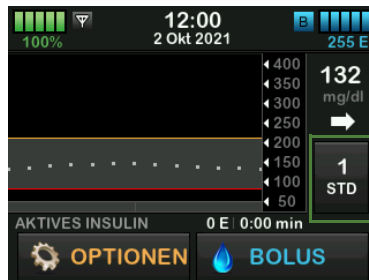 12:00
B
100%
2 Okt 2021
255 E
400
350
300
250
200
150
100
50
132
mg/dl
1
STD
AKTIVES INSULIN
0 E | 0:00 min
OPTIONEN
BOLUS